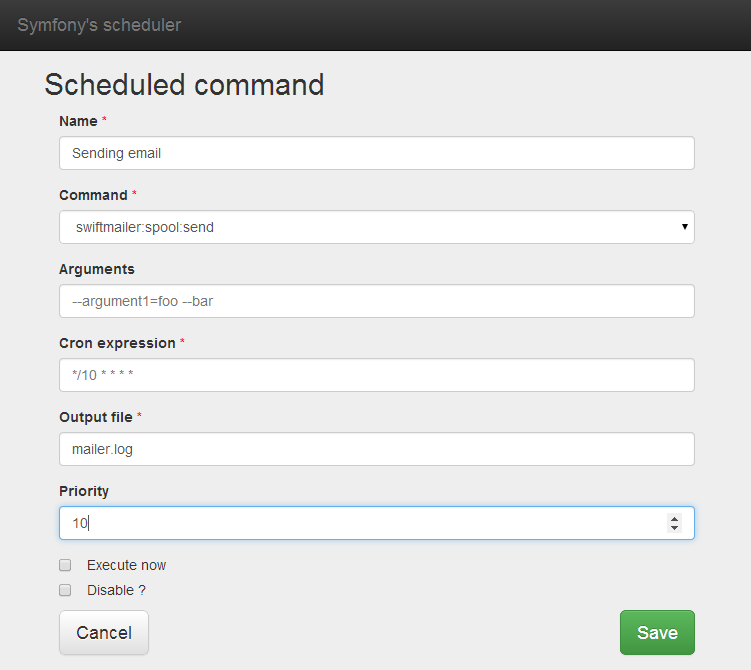 Symfony's scheduler
Scheduled command
Name *
Sending email
Command *
swiftmailer:spool:send
Arguments
--argument1=foo --bar
Cron expression *
*/10 * * * *
Output file *
mailer.log
Priority
10
Execute now
Disable ?
Cancel Save